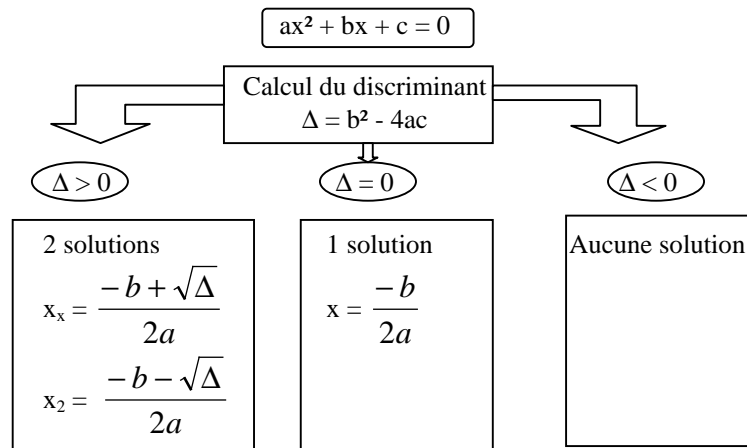 ax² + bx + c = 0
Calcul du discriminant
Δ = b² - 4ac
Δ > 0
Δ = 0
Δ < 0
2 solutions
xₓ = (-b + √Δ) / 2a
x₂ = (-b - √Δ) / 2a
1 solution
x = -b / 2a
Aucune solution